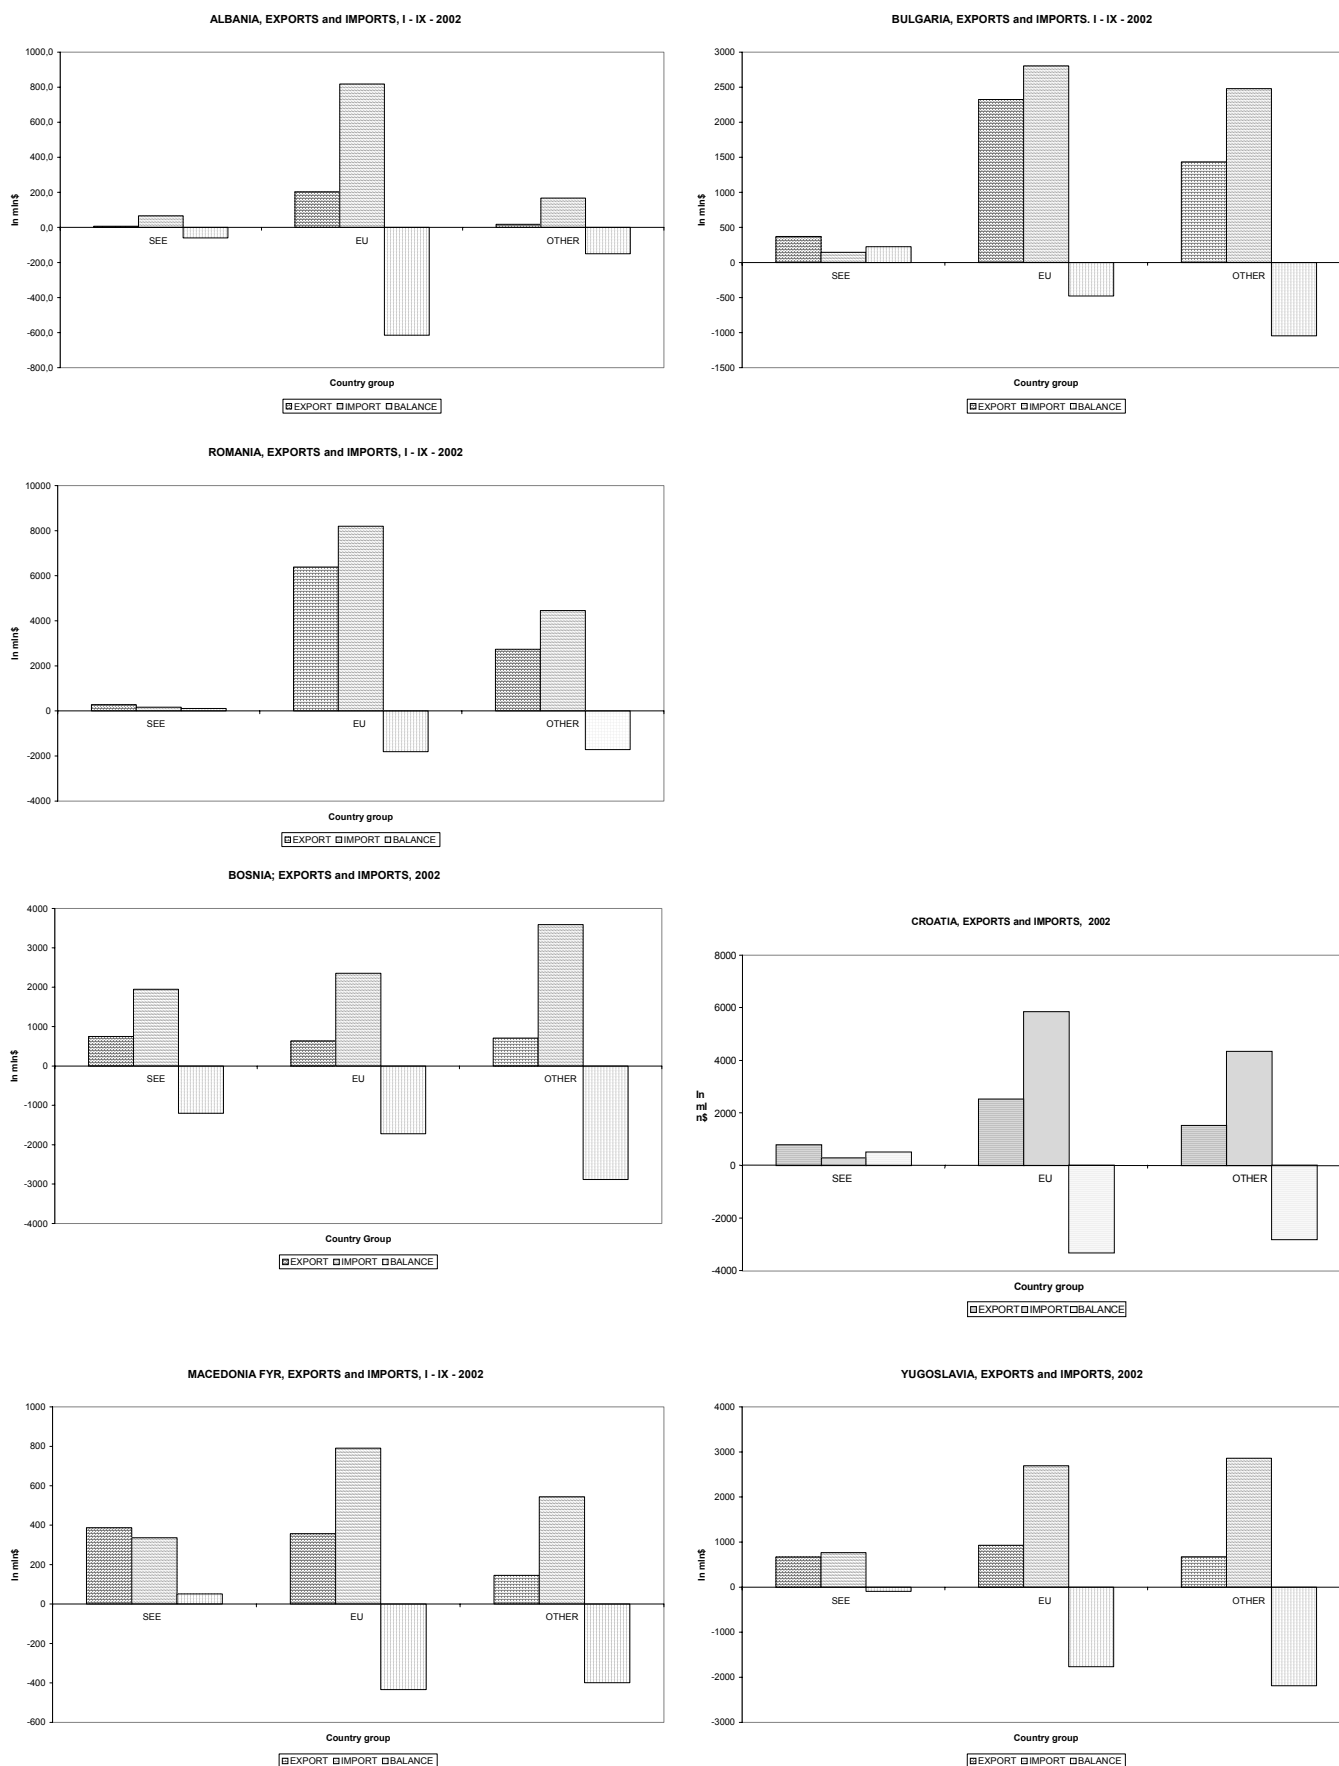 ALBANIA, EXPORTS and IMPORTS, I - IX - 2002
1000,0
800,0
600,0
400,0
200,0
0,0
-200,0
-400,0
-600,0
-800,0
In mln$
SEE EU OTHER
Country group
EXPORT IMPORT BALANCE
BULGARIA, EXPORTS and IMPORTS. I - IX - 2002
3000
2500
2000
1500
1000
500
0
-500
-1000
-1500
In mln$
SEE EU OTHER
Country group
EXPORT IMPORT BALANCE
ROMANIA, EXPORTS and IMPORTS, I - IX - 2002
10000
8000
6000
4000
2000
0
-2000
-4000
In mln$
SEE EU OTHER
Country group
EXPORT IMPORT BALANCE
BOSNIA; EXPORTS and IMPORTS, 2002
4000
3000
2000
1000
0
-1000
-2000
-3000
-4000
In mln$
SEE EU OTHER
Country Group
EXPORT IMPORT BALANCE
CROATIA, EXPORTS and IMPORTS, 2002
8000
6000
4000
2000
0
-2000
-4000
In
ml
n$
SEE EU OTHER
Country group
EXPORT IMPORT BALANCE
MACEDONIA FYR, EXPORTS and IMPORTS, I - IX - 2002
1000
800
600
400
200
0
-200
-400
-600
In mln$
SEE EU OTHER
Country group
EXPORT IMPORT BALANCE
YUGOSLAVIA, EXPORTS and IMPORTS, 2002
4000
3000
2000
1000
0
-1000
-2000
-3000
In mln$
SEE EU OTHER
Country group
EXPORT IMPORT BALANCE